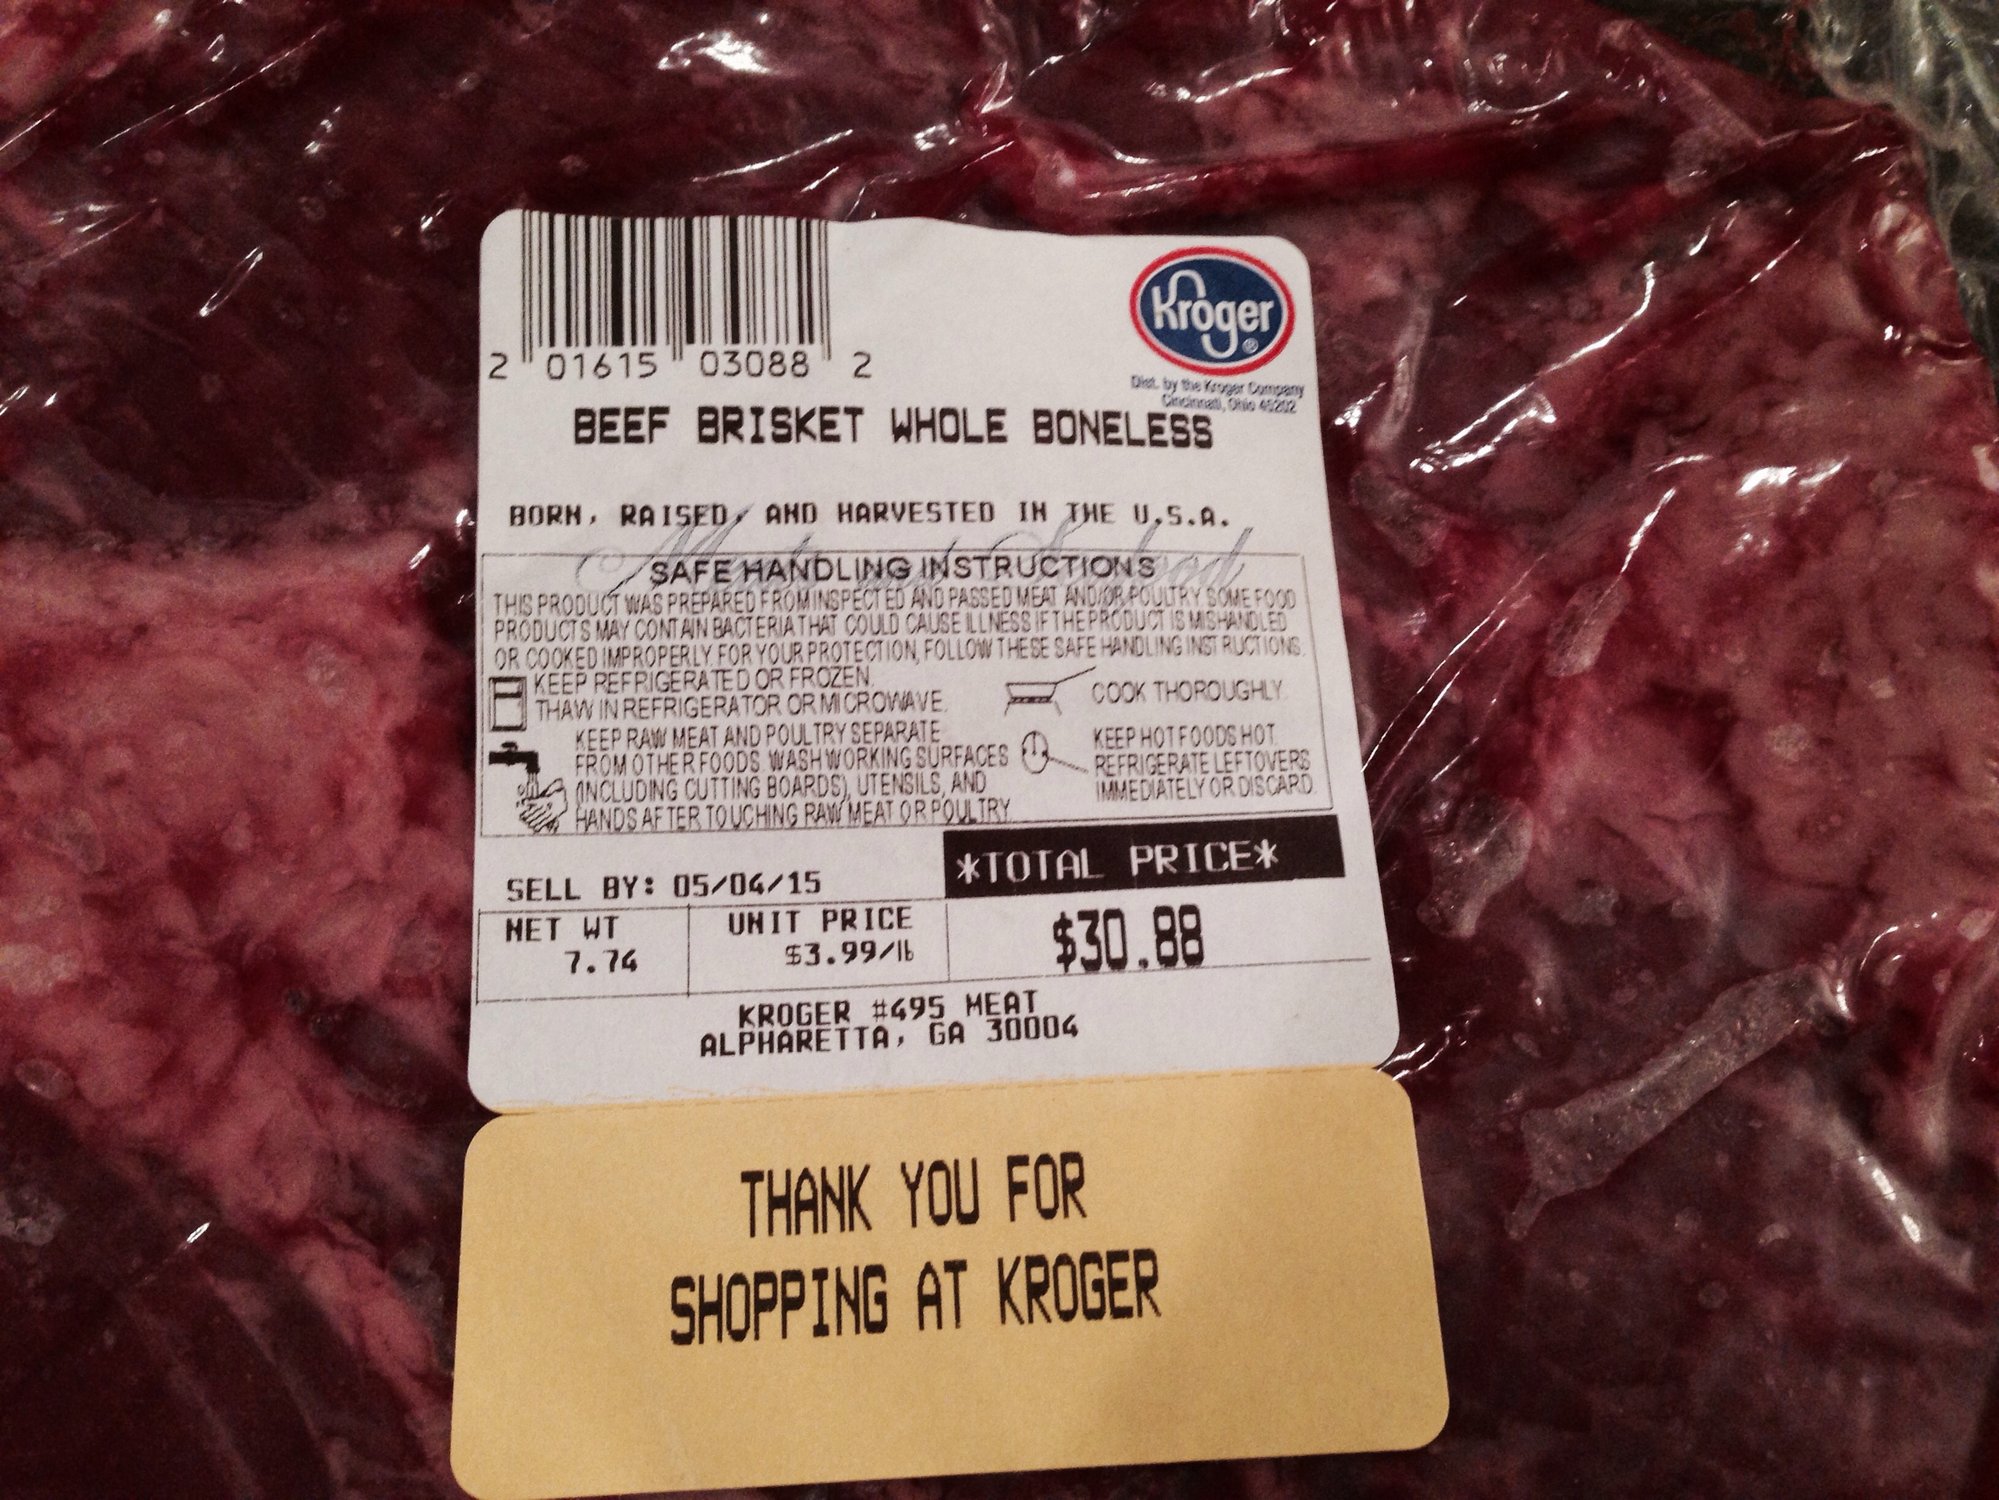 2 01615 03088 2
Kroger®
Dist. by the Kroger Company
Cincinnati, Ohio 45202
BEEF BRISKET WHOLE BONELESS
BORN, RAISED, AND HARVESTED IN THE U.S.A.
Meat and Seafood
SAFE HANDLING INSTRUCTIONS
THIS PRODUCT WAS PREPARED FROM INSPECTED AND PASSED MEAT AND/OR POULTRY. SOME FOOD
PRODUCTS MAY CONTAIN BACTERIA THAT COULD CAUSE ILLNESS IF THE PRODUCT IS MISHANDLED
OR COOKED IMPROPERLY. FOR YOUR PROTECTION, FOLLOW THESE SAFE HANDLING INSTRUCTIONS.
KEEP REFRIGERATED OR FROZEN.
THAW IN REFRIGERATOR OR MICROWAVE.
KEEP RAW MEAT AND POULTRY SEPARATE
FROM OTHER FOODS. WASH WORKING SURFACES
(INCLUDING CUTTING BOARDS), UTENSILS, AND
HANDS AFTER TOUCHING RAW MEAT OR POULTRY.
COOK THOROUGHLY.
KEEP HOT FOODS HOT.
REFRIGERATE LEFTOVERS
IMMEDIATELY OR DISCARD.
SELL BY: 05/04/15
*TOTAL PRICE*
NET WT
7.74
UNIT PRICE
$3.99/lb
$30.88
KROGER #495 MEAT
ALPHARETTA, GA 30004
THANK YOU FOR
SHOPPING AT KROGER